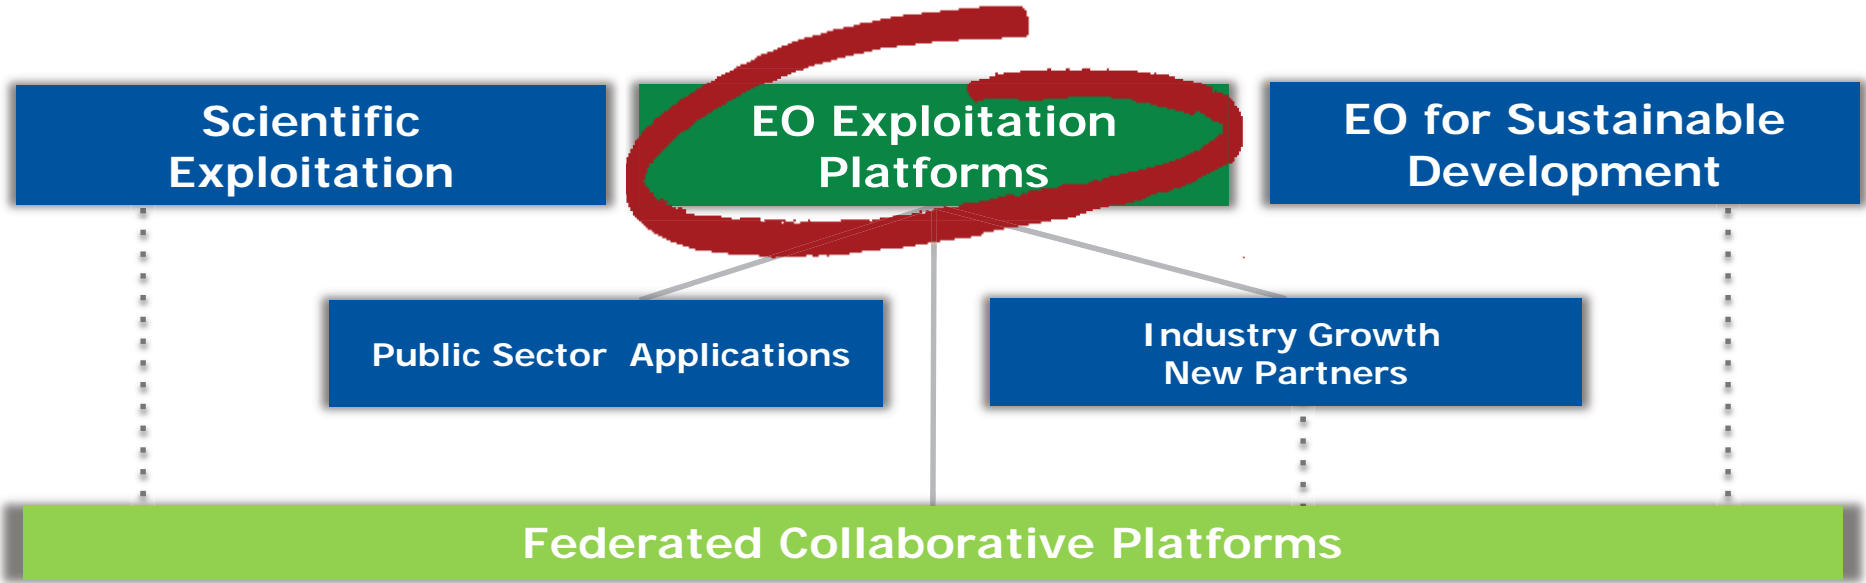 Scientific
Exploitation
EO Exploitation
Platforms
EO for Sustainable
Development
Public Sector Applications
Industry Growth
New Partners
Federated Collaborative Platforms